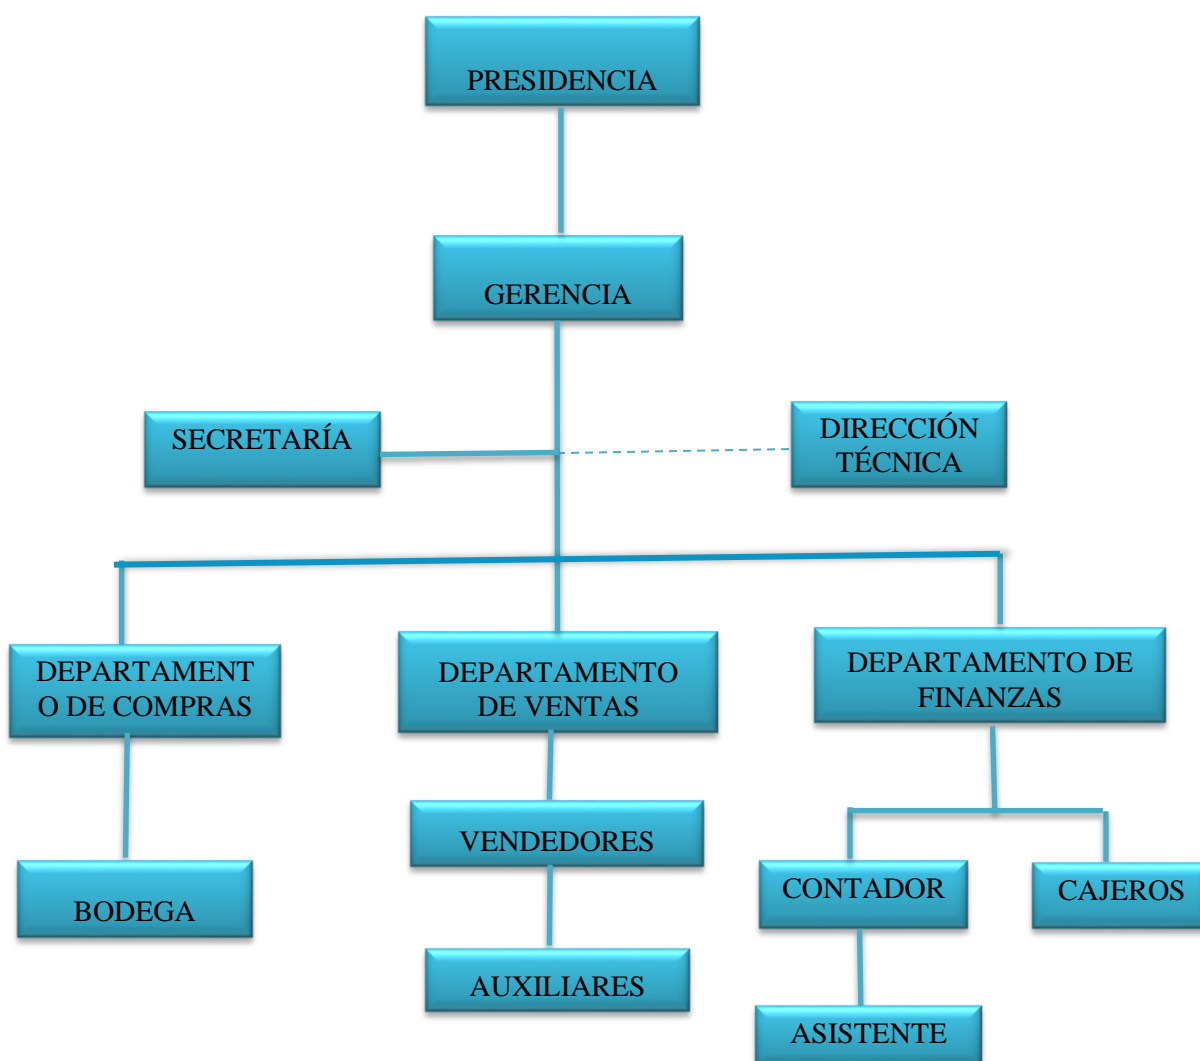 PRESIDENCIA
GERENCIA
SECRETARÍA
DIRECCIÓN
TÉCNICA
DEPARTAMENT
O DE COMPRAS
DEPARTAMENTO
DE VENTAS
DEPARTAMENTO DE
FINANZAS
VENDEDORES
BODEGA
CONTADOR
CAJEROS
AUXILIARES
ASISTENTE